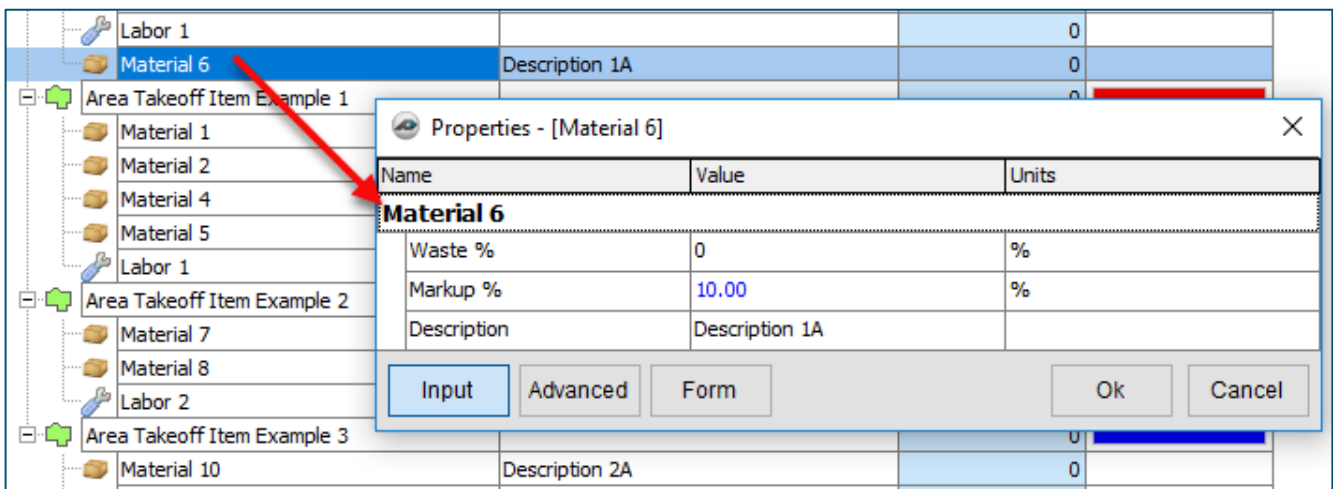 Labor 1 0
Material 6 Description 1A 0
Area Takeoff Item Example 1
Material 1
Material 2
Material 4
Material 5
Labor 1
Area Takeoff Item Example 2
Material 7
Material 8
Labor 2
Area Takeoff Item Example 3
Material 10 Description 2A 0
Properties - [Material 6]
Name Value Units
Material 6
Waste % 0 %
Markup % 10.00 %
Description Description 1A
Input Advanced Form Ok Cancel